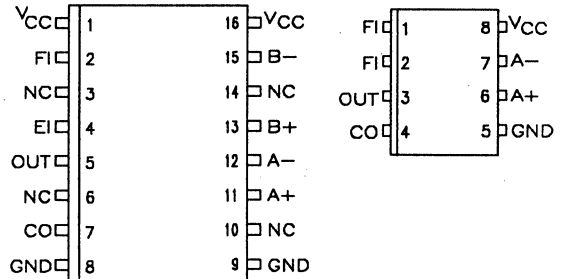 VCC 1 16 VCC
FI 2 15 B-
NC 3 14 NC
EI 4 13 B+
OUT 5 12 A-
NC 6 11 A+
CO 7 10 NC
GND 8 9 GND
FI 1 8 VCC
FI 2 7 A-
OUT 3 6 A+
CO 4 5 GND